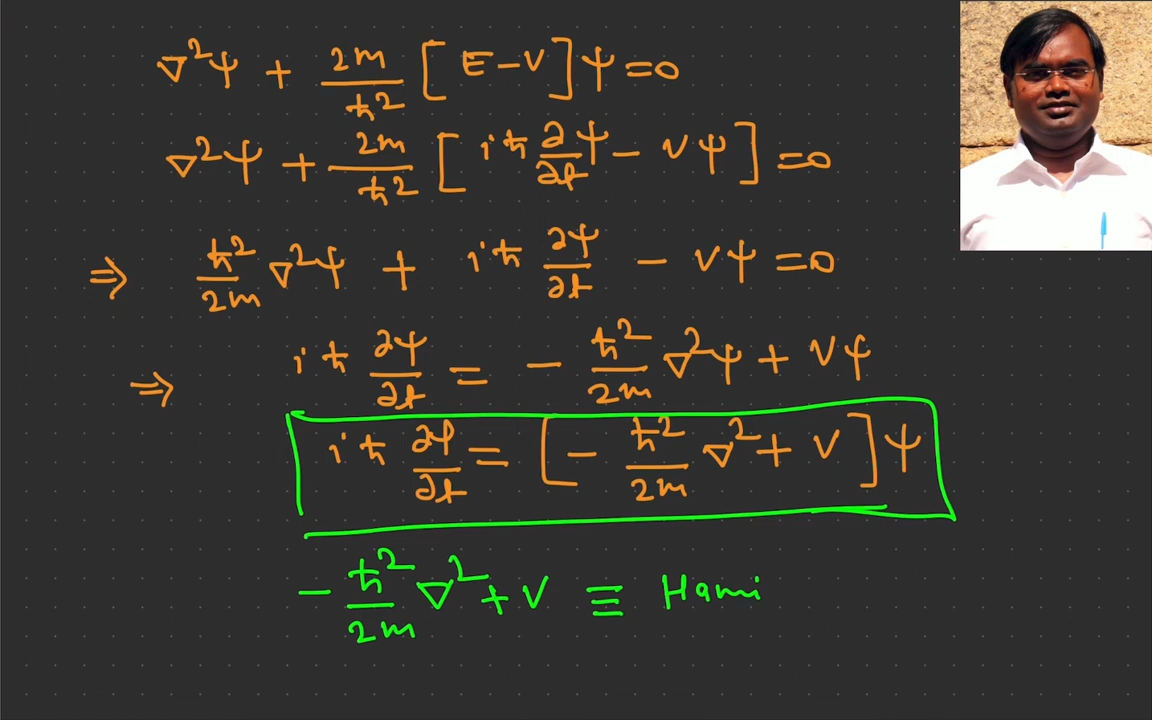 ∇²ψ + 2m/ħ² [E−V]ψ=0
∇²ψ + 2m/ħ² [iħ ∂/∂t ψ − Vψ] =0
⇒ ħ²/2m ∇²ψ + iħ ∂ψ/∂t − Vψ =0
⇒ iħ ∂ψ/∂t = − ħ²/2m ∇²ψ + Vψ
iħ ∂ψ/∂t = [− ħ²/2m ∇² + V]ψ
− ħ²/2m ∇² + V ≡ Hami